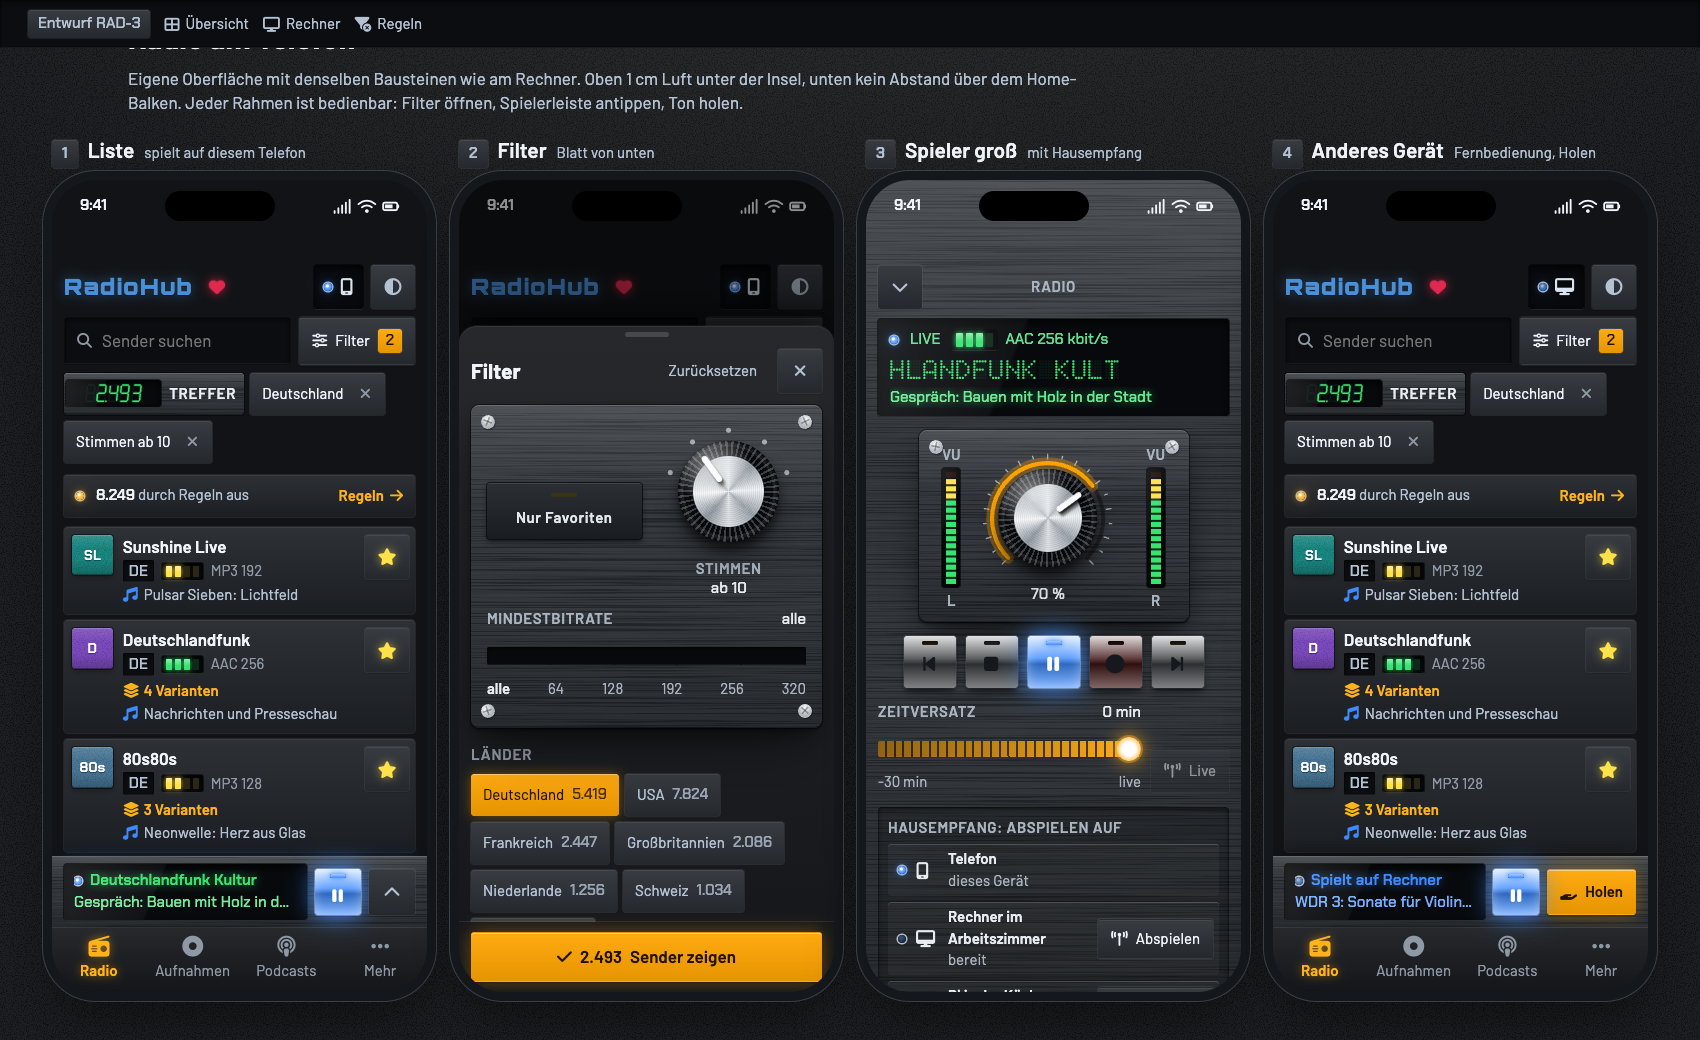 Entwurf RAD-3 Übersicht Rechner Regeln
Eigene Oberfläche mit denselben Bausteinen wie am Rechner. Oben 1 cm Luft unter der Insel, unten kein Abstand über dem Home-
Balken. Jeder Rahmen ist bedienbar: Filter öffnen, Spielerleiste antippen, Ton holen.
1 Liste spielt auf diesem Telefon
9:41
RadioHub
Sender suchen
Filter 2
2.493 TREFFER
Deutschland ×
Stimmen ab 10 ×
8.249 durch Regeln aus
Regeln →
SL
Sunshine Live
DE MP3 192
Pulsar Sieben: Lichtfeld
D
Deutschlandfunk
DE AAC 256
4 Varianten
Nachrichten und Presseschau
80s
80s80s
DE MP3 128
3 Varianten
Neonwelle: Herz aus Glas
Deutschlandfunk Kultur
Gespräch: Bauen mit Holz in d...
Radio Aufnahmen Podcasts Mehr
2 Filter Blatt von unten
9:41
RadioHub
Filter
Zurücksetzen ×
Nur Favoriten
STIMMEN
ab 10
MINDESTBITRATE alle
alle 64 128 192 256 320
LÄNDER
Deutschland 5.419
USA 7.824
Frankreich 2.447
Großbritannien 2.086
Niederlande 1.256
Schweiz 1.034
2.493 Sender zeigen
3 Spieler groß mit Hausempfang
9:41
RADIO
LIVE AAC 256 kbit/s
HLANDFUNK KULT
Gespräch: Bauen mit Holz in der Stadt
VU VU
L 70 % R
ZEITVERSATZ 0 min
-30 min live
Live
HAUSEMPFANG: ABSPIELEN AUF
Telefon
dieses Gerät
Rechner im
Arbeitszimmer
bereit
Abspielen
4 Anderes Gerät Fernbedienung, Holen
9:41
RadioHub
Sender suchen
Filter 2
2.493 TREFFER
Deutschland ×
Stimmen ab 10 ×
8.249 durch Regeln aus
Regeln →
SL
Sunshine Live
DE MP3 192
Pulsar Sieben: Lichtfeld
D
Deutschlandfunk
DE AAC 256
4 Varianten
Nachrichten und Presseschau
80s
80s80s
DE MP3 128
3 Varianten
Neonwelle: Herz aus Glas
Spielt auf Rechner
WDR 3: Sonate für Violin...
Holen
Radio Aufnahmen Podcasts Mehr